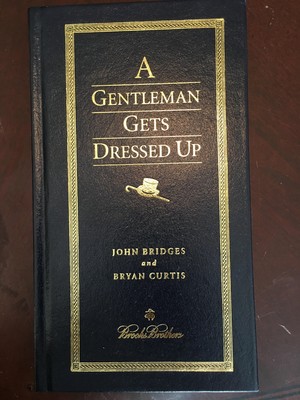 A
GENTLEMAN
GETS
DRESSED UP
JOHN BRIDGES
and
BRYAN CURTIS
Brooks Brothers